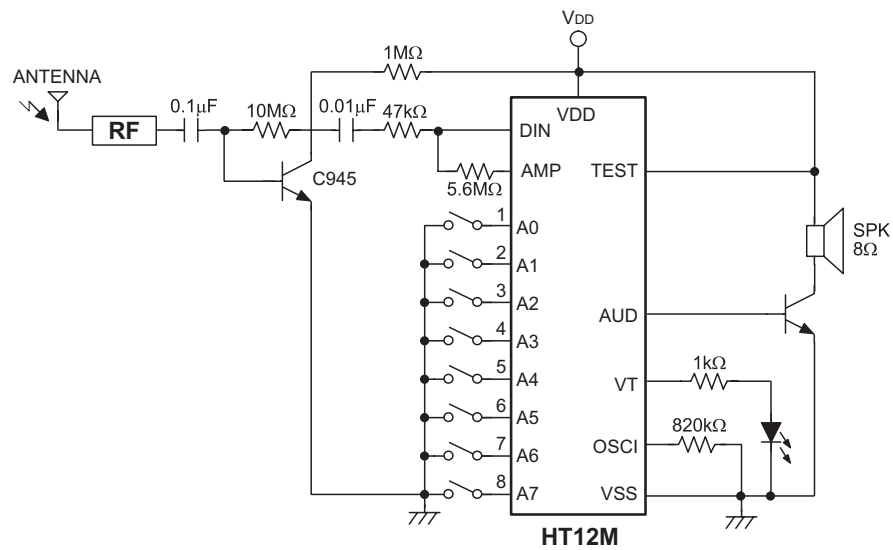 VDD
1MΩ
ANTENNA
0.1μF
10MΩ
0.01μF
47kΩ
RF
VDD
DIN
C945
AMP
TEST
5.6MΩ
1
A0
SPK
8Ω
2
A1
3
A2
AUD
4
A3
1kΩ
5
A4
VT
6
A5
820kΩ
7
A6
OSCI
8
A7
VSS
HT12M